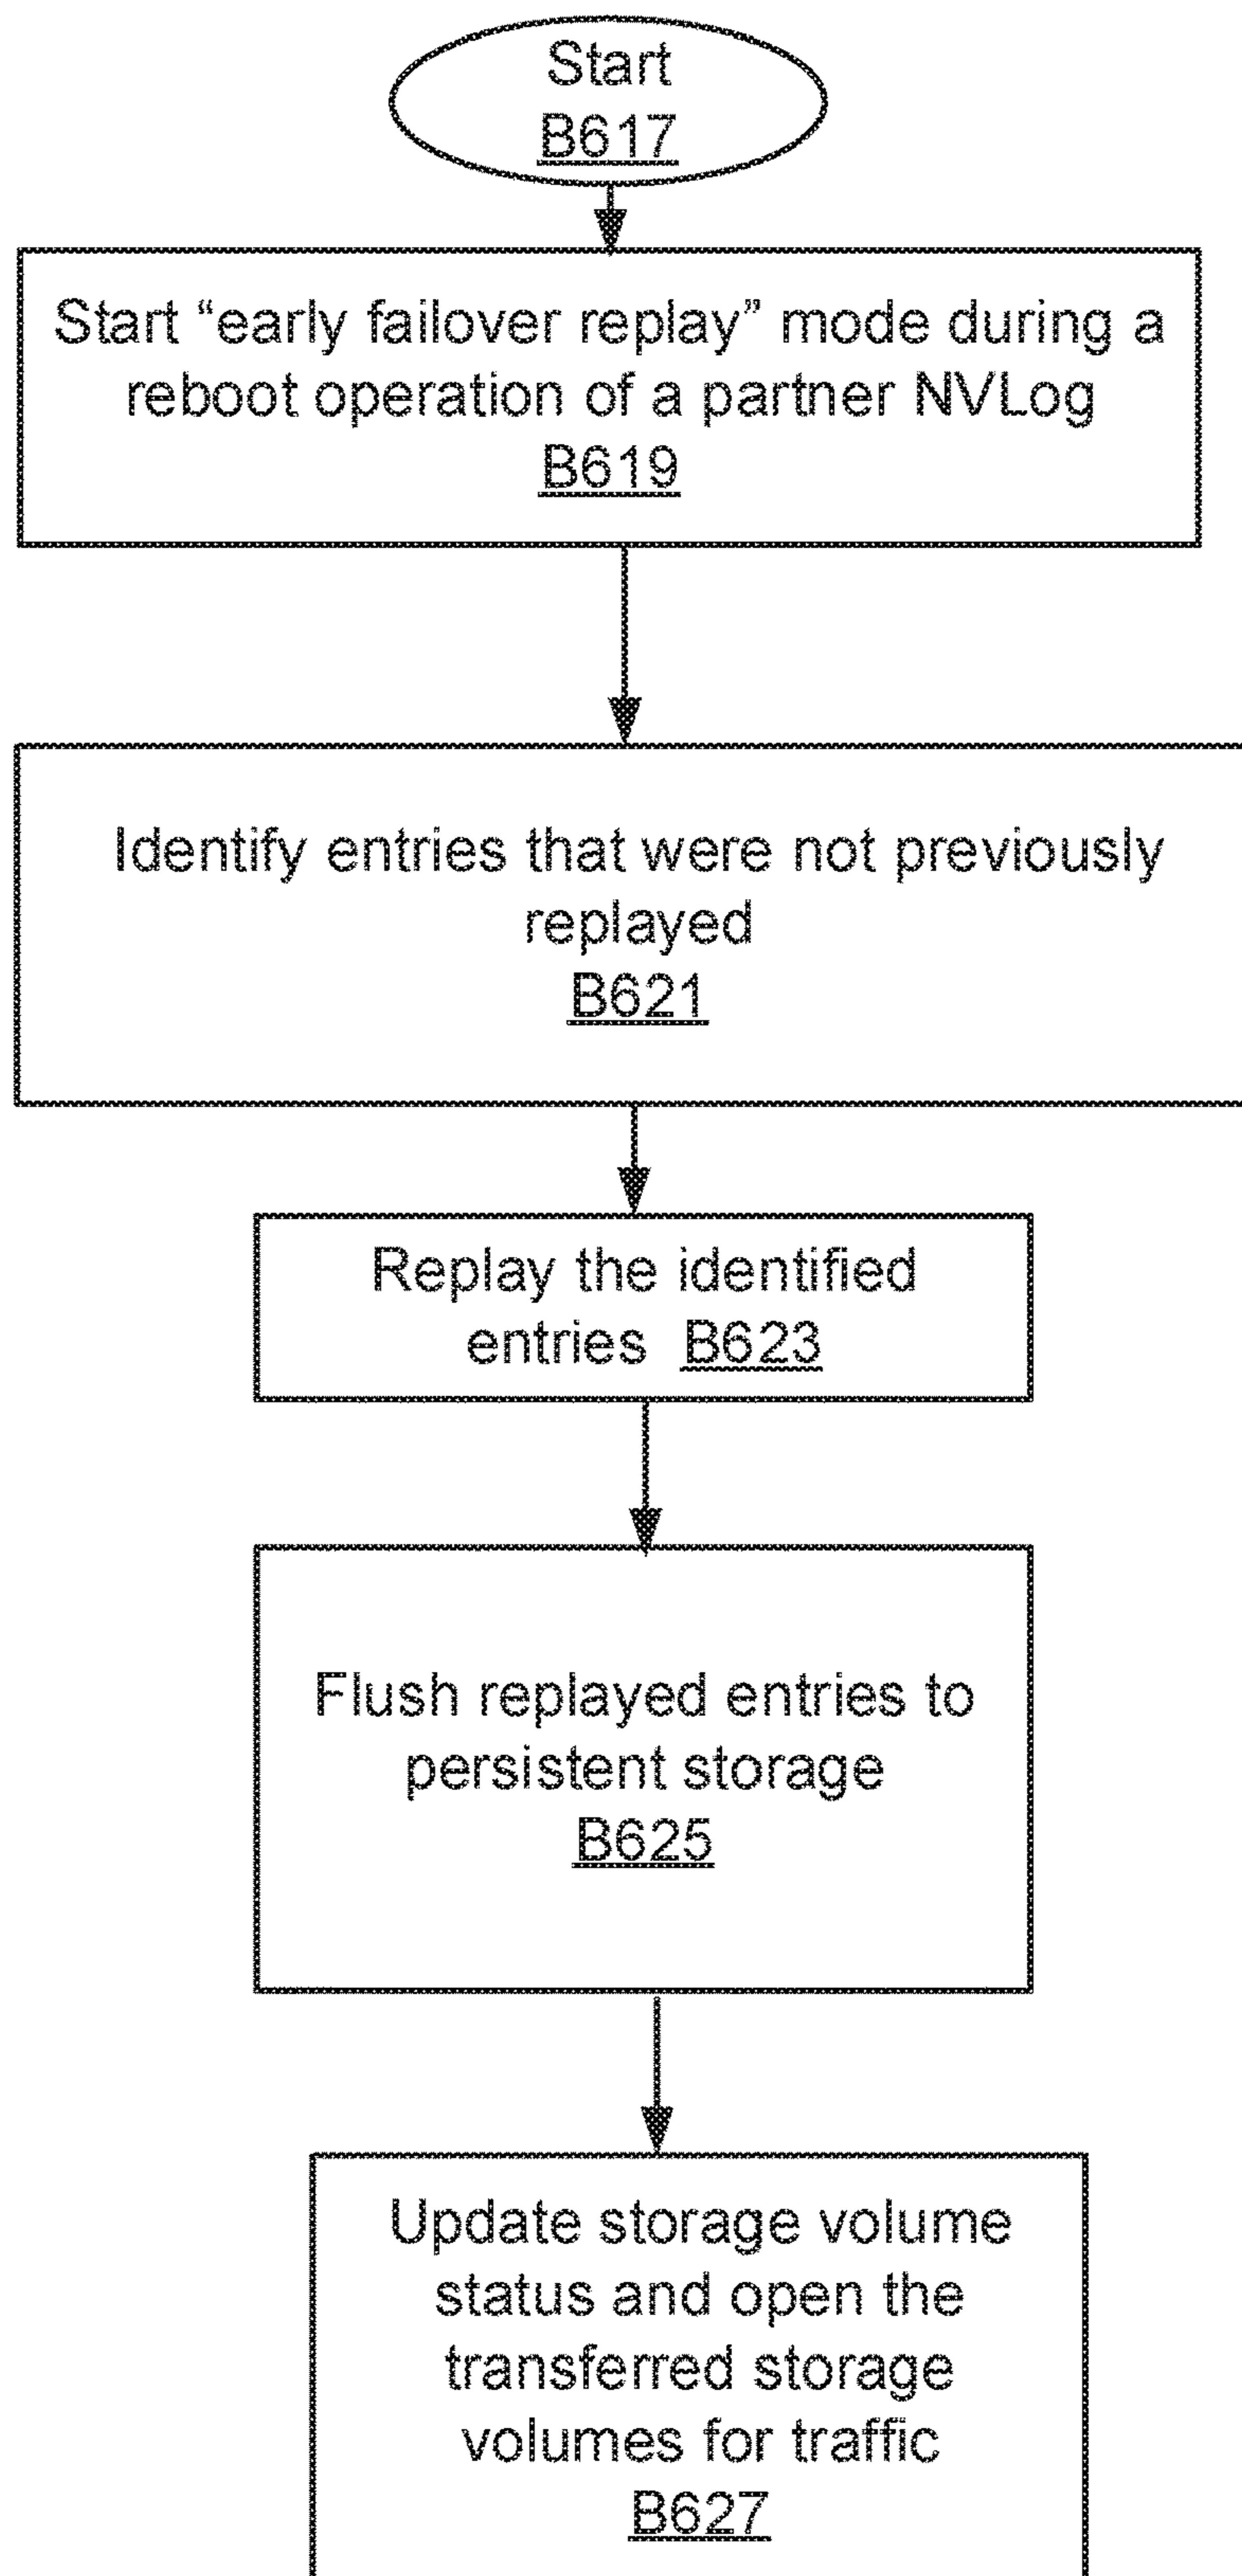 Start
B617
Start “early failover replay” mode during a
reboot operation of a partner NVLog
B619
Identify entries that were not previously
replayed
B621
Replay the identified
entries B623
Flush replayed entries to
persistent storage
B625
Update storage volume
status and open the
transferred storage
volumes for traffic
B627